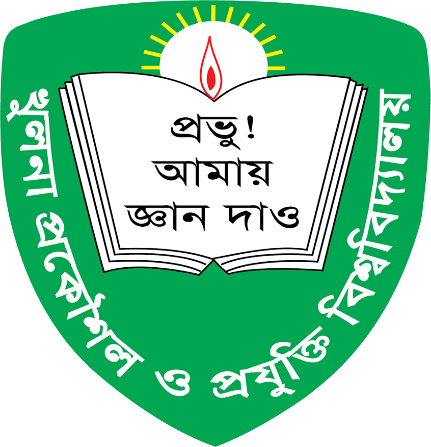 প্রভু!
আমায়
জ্ঞান দাও
খুলনা প্রকৌশল ও প্রযুক্তি বিশ্ববিদ্যালয়